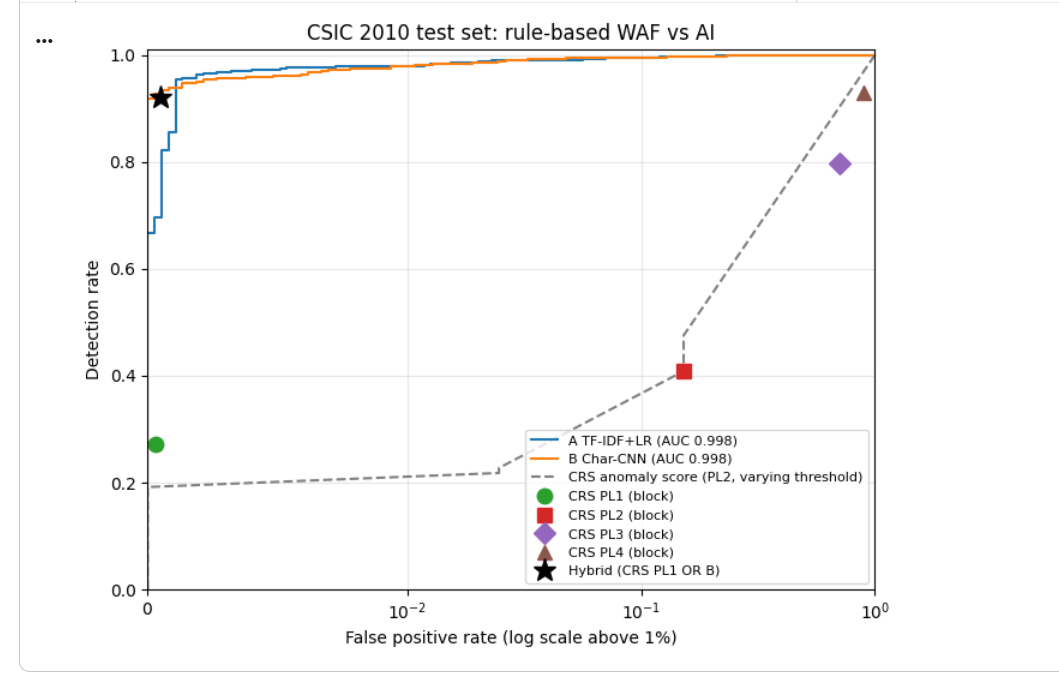 ...
CSIC 2010 test set: rule-based WAF vs AI
1.0
0.8
0.6
0.4
0.2
0.0
Detection rate
A TF-IDF+LR (AUC 0.998)
B Char-CNN (AUC 0.998)
CRS anomaly score (PL2, varying threshold)
CRS PL1 (block)
CRS PL2 (block)
CRS PL3 (block)
CRS PL4 (block)
Hybrid (CRS PL1 OR B)
0 10⁻² 10⁻¹ 10⁰
False positive rate (log scale above 1%)